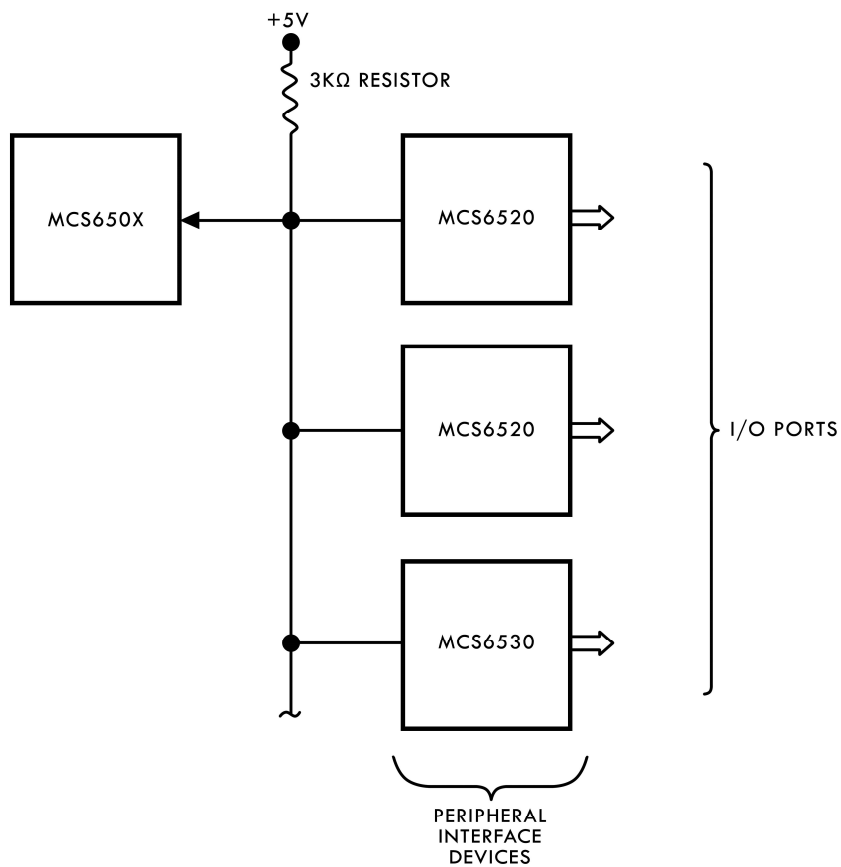 +5V
3KΩ RESISTOR
MCS650X
MCS6520
MCS6520
I/O PORTS
MCS6530
PERIPHERAL
INTERFACE
DEVICES